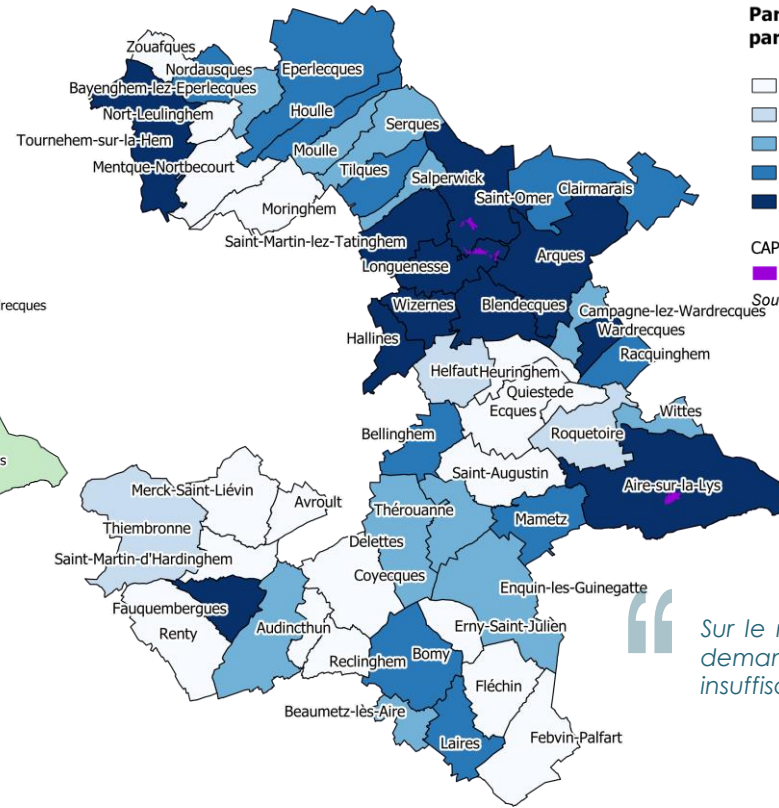 Par
par
Zouafques
Nordausques
Eperlecques
Bayenghem-lez-Eperlecques
Nort-Leulinghem
Houlle
Serques
Tournehem-sur-la-Hem
Moulle
Mentque-Nortbecourt
Tilques
Salperwick
Saint-Omer
Clairmarais
Moringhem
Saint-Martin-lez-Tatinghem
CAP
Longuenesse
Arques
Sou
recques
Wizernes
Blendecques
Campagne-lez-Wardrecques
Wardrecques
Hallines
Racquinghem
Helfaut
Heuringhem
Quiestede
Ecques
Wittes
Bellinghem
Roquetoire
s
Saint-Augustin
Aire-sur-la-Lys
Merck-Saint-Liévin
Avroult
Thérouanne
Thiembronne
Mametz
Delettes
Saint-Martin-d'Hardinghem
Coyecques
Enquin-les-Guinegatte
Fauquembergues
Audincthun
Erny-Saint-Julien
Renty
Reclinghem
Bomy
Fléchin
Beaumetz-lès-Aire
Laires
Febvin-Palfart
“
Sur le
demar
insuffisc